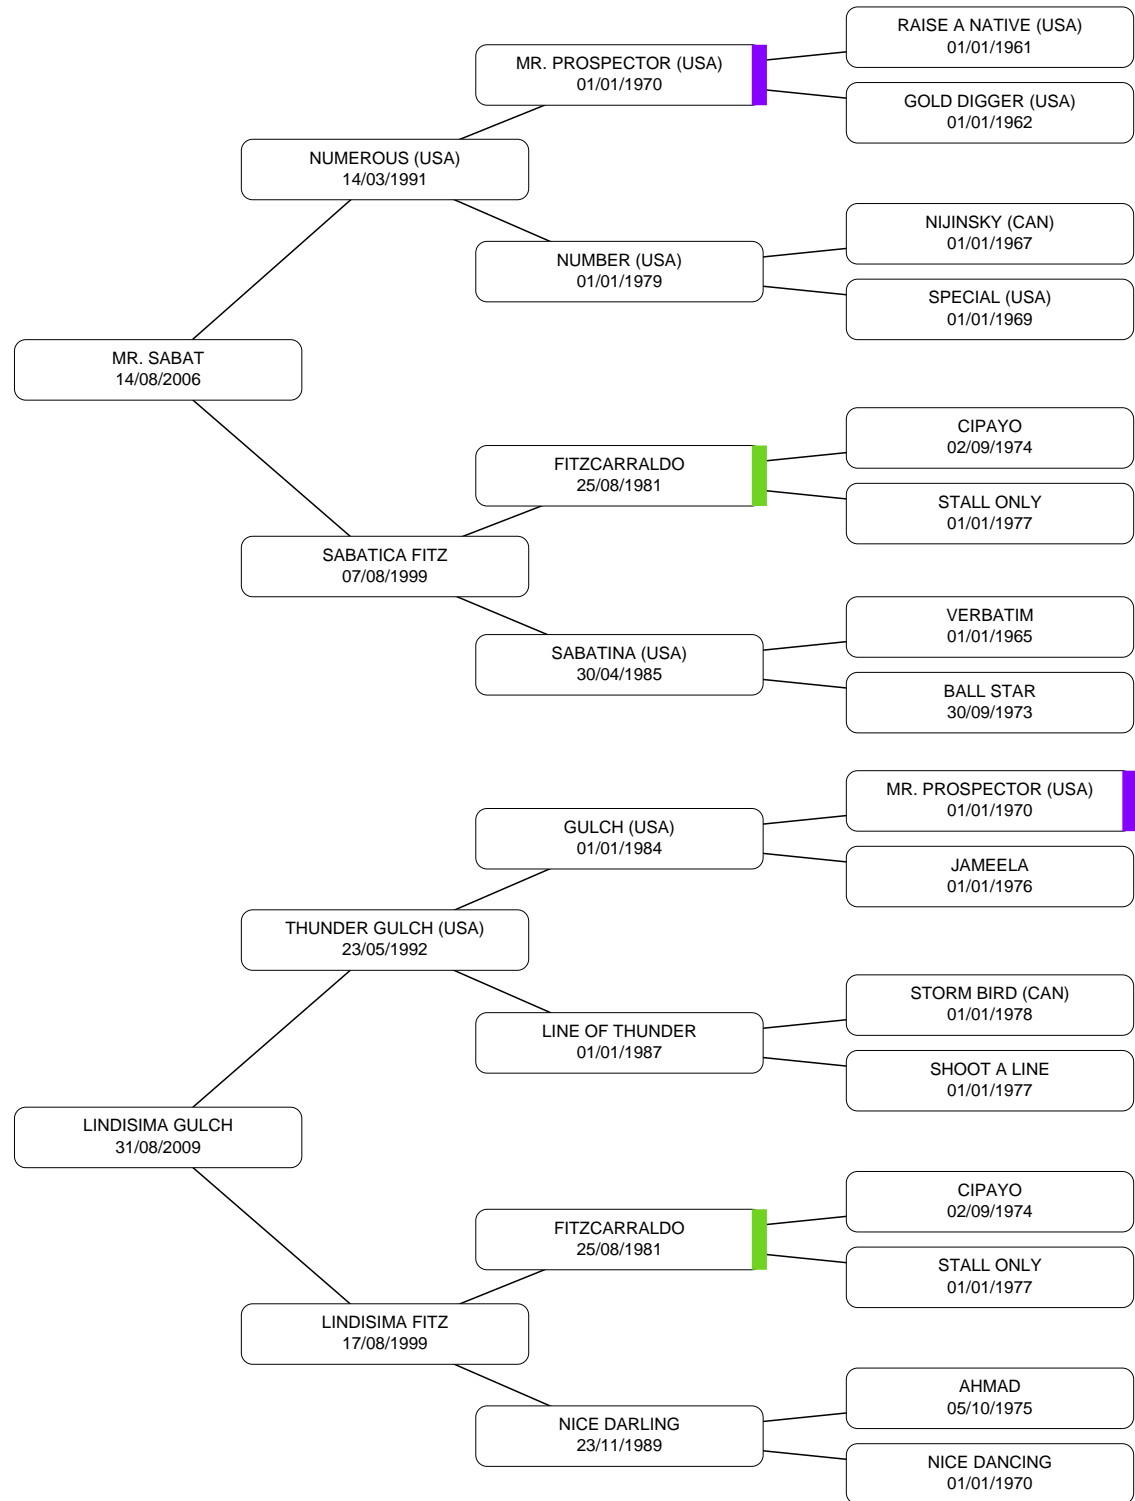 RAISE A NATIVE (USA)
01/01/1961
MR. PROSPECTOR (USA)
01/01/1970
GOLD DIGGER (USA)
01/01/1962
NUMEROUS (USA)
14/03/1991
NIJINSKY (CAN)
01/01/1967
NUMBER (USA)
01/01/1979
SPECIAL (USA)
01/01/1969
MR. SABAT
14/08/2006
CIPAYO
02/09/1974
FITZCARRALDO
25/08/1981
STALL ONLY
01/01/1977
SABATICA FITZ
07/08/1999
VERBATIM
01/01/1965
SABATINA (USA)
30/04/1985
BALL STAR
30/09/1973
MR. PROSPECTOR (USA)
01/01/1970
GULCH (USA)
01/01/1984
JAMEELA
01/01/1976
THUNDER GULCH (USA)
23/05/1992
STORM BIRD (CAN)
01/01/1978
LINE OF THUNDER
01/01/1987
SHOOT A LINE
01/01/1977
LINDISIMA GULCH
31/08/2009
CIPAYO
02/09/1974
FITZCARRALDO
25/08/1981
STALL ONLY
01/01/1977
LINDISIMA FITZ
17/08/1999
AHMAD
05/10/1975
NICE DARLING
23/11/1989
NICE DANCING
01/01/1970